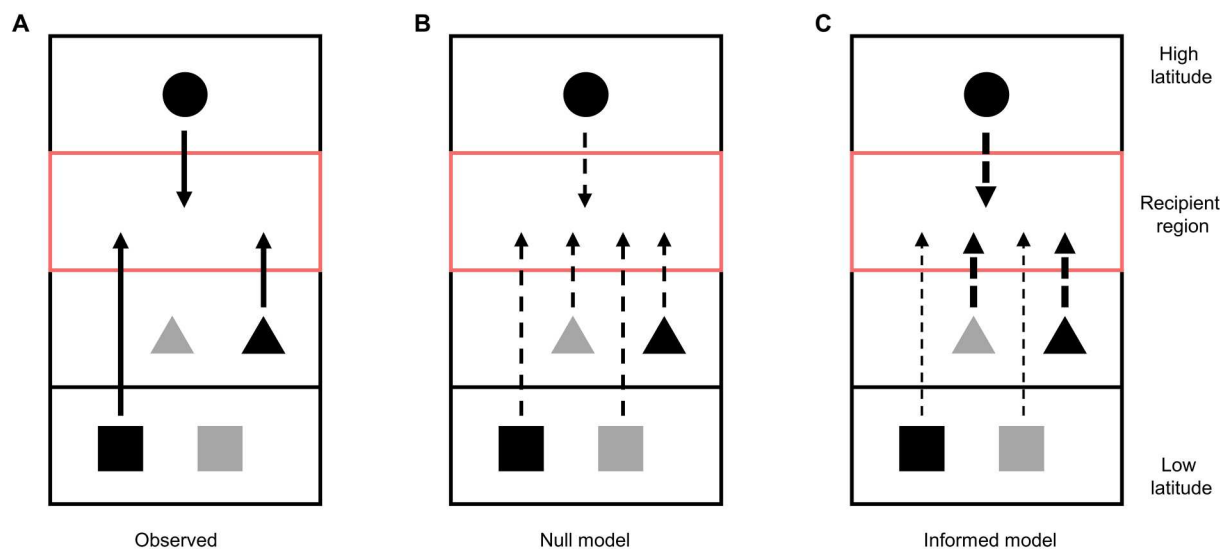 A
B
C
High
latitude
Recipient
region
Low
latitude
Observed
Null model
Informed model